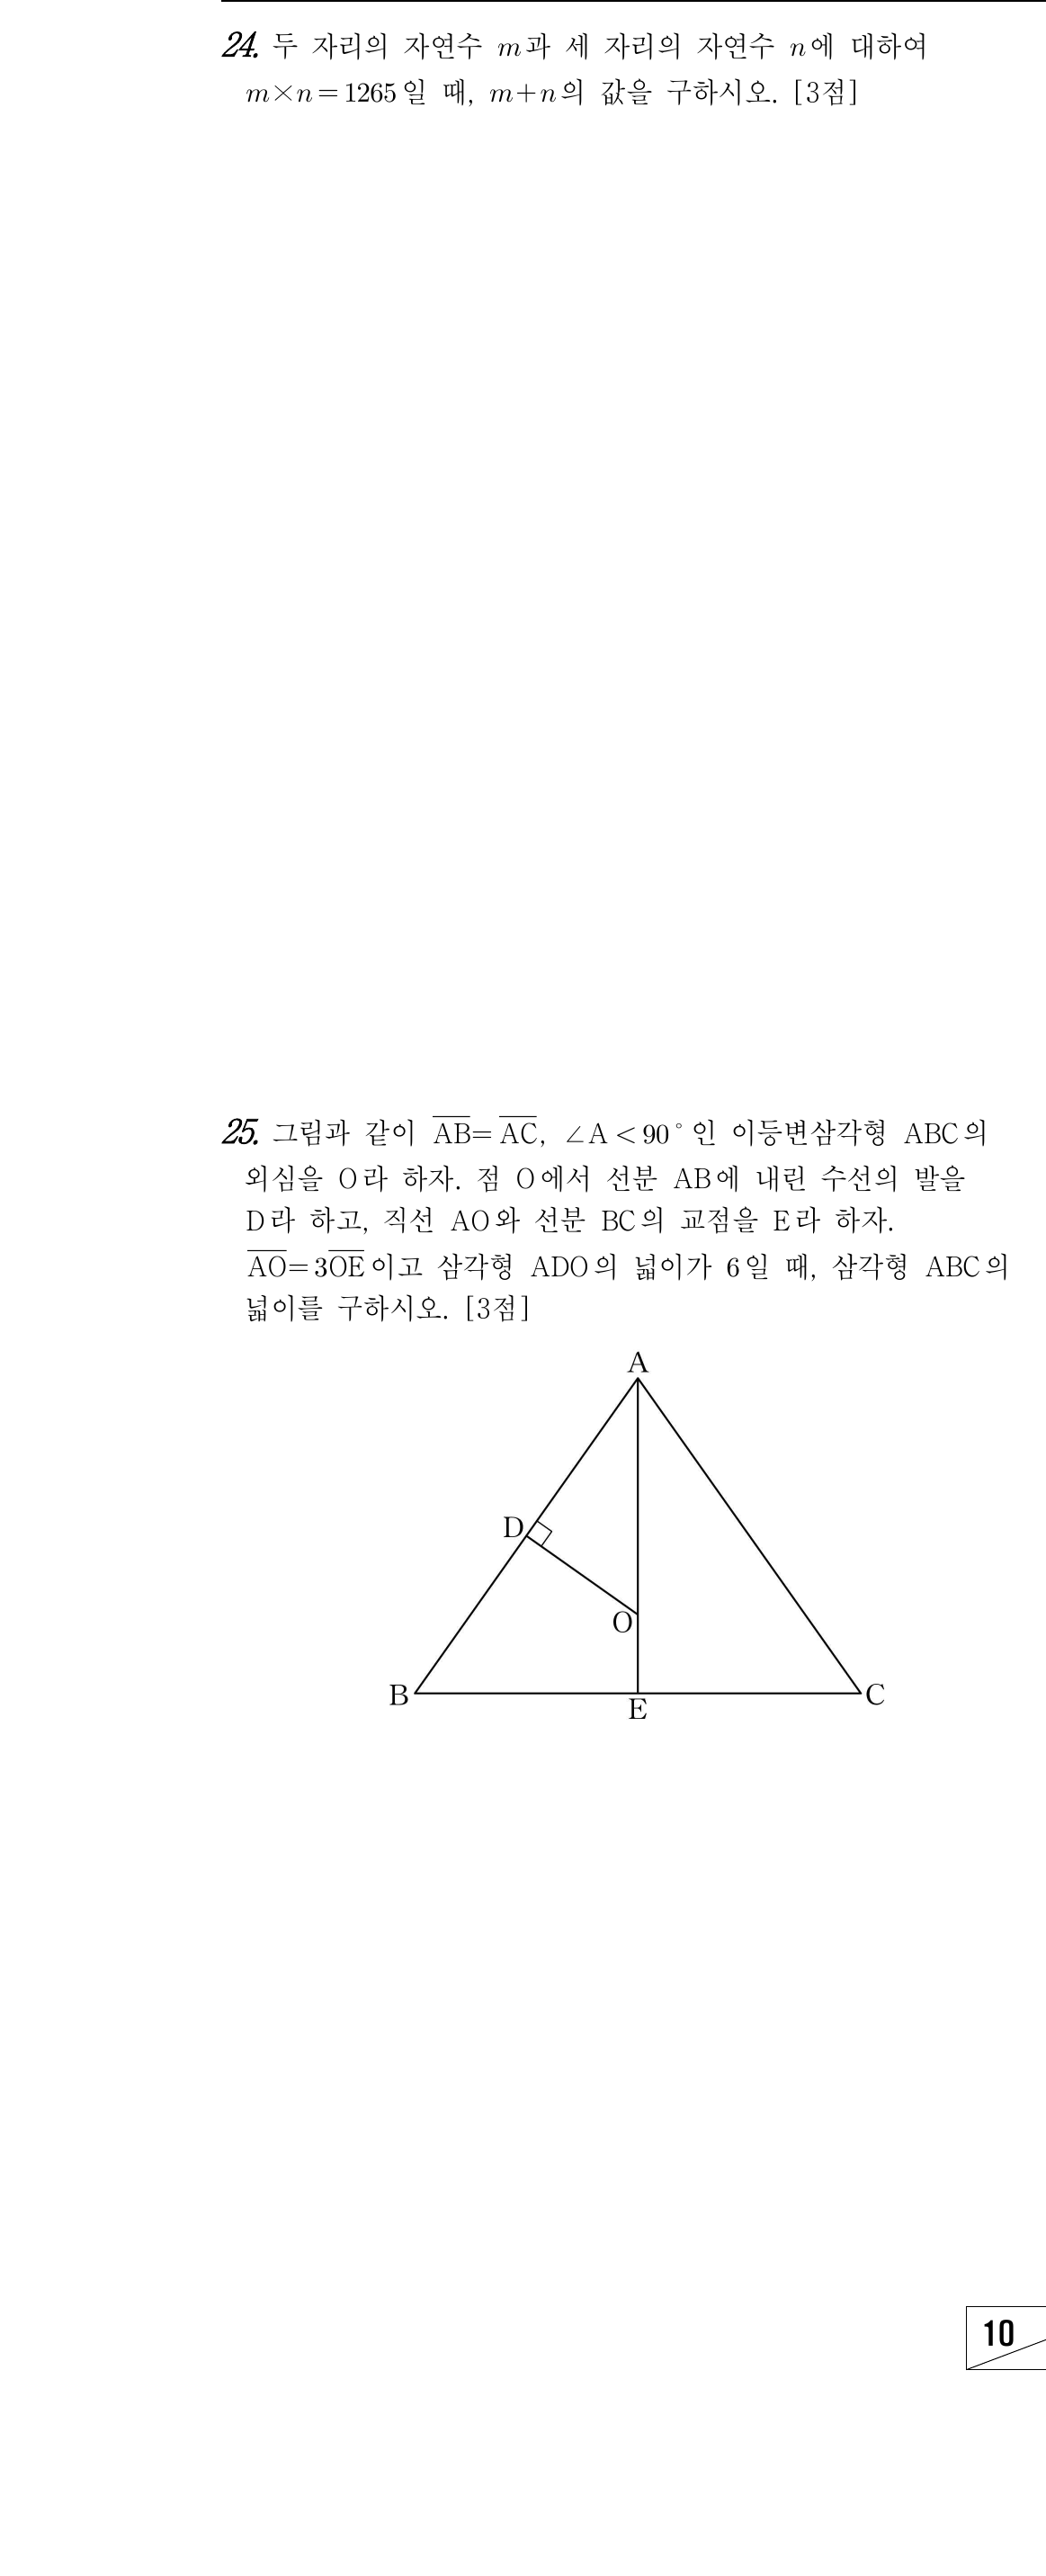 24. 두 자리의 자연수 m과 세 자리의 자연수 n에 대하여
m×n=1265일 때, m+n의 값을 구하시오. [3점]
25. 그림과 같이 \overline{AB}=\overline{AC}, ∠A<90°인 이등변삼각형 ABC의
외심을 O라 하자. 점 O에서 선분 AB에 내린 수선의 발을
D라 하고, 직선 AO와 선분 BC의 교점을 E라 하자.
\overline{AO}=3\overline{OE}이고 삼각형 ADO의 넓이가 6일 때, 삼각형 ABC의
넓이를 구하시오. [3점]
A
D
O
B
C
E
10